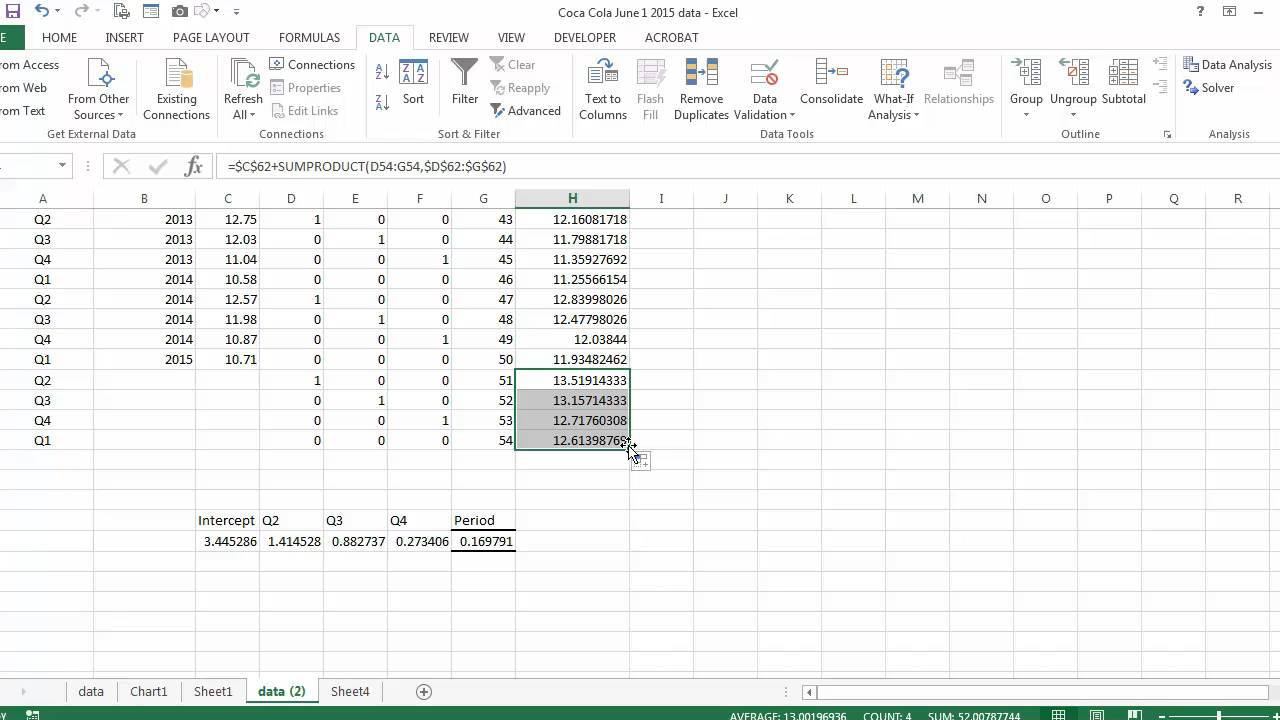 Coca Cola June 1 2015 data - Excel
E HOME INSERT PAGE LAYOUT FORMULAS DATA REVIEW VIEW DEVELOPER ACROBAT
rom Access
rom Web
rom Text
From Other
Sources
Get External Data
Existing
Connections
Refresh
All
Connections
Properties
Edit Links
Connections
Sort
Filter
Clear
Reapply
Advanced
Sort & Filter
Text to
Columns
Flash
Fill
Remove
Duplicates
Data
Validation
Consolidate
What-If
Analysis
Relationships
Data Tools
Group
Ungroup
Subtotal
Outline
Data Analysis
Solver
Analysis
fx =$C$62+SUMPRODUCT(D54:G54,$D$62:$G$62)
A B C D E F G H I J K L M N O P Q R
Q2 2013 12.75 1 0 0 43 12.16081718
Q3 2013 12.03 0 1 0 44 11.79881718
Q4 2013 11.04 0 0 1 45 11.35927692
Q1 2014 10.58 0 0 0 46 11.25566154
Q2 2014 12.57 1 0 0 47 12.83998026
Q3 2014 11.98 0 1 0 48 12.47798026
Q4 2014 10.87 0 0 1 49 12.03844
Q1 2015 10.71 0 0 0 50 11.93482462
Q2 1 0 0 51 13.51914333
Q3 0 1 0 52 13.15714333
Q4 0 0 1 53 12.71760308
Q1 0 0 0 54 12.61398769
Intercept Q2 Q3 Q4 Period
3.445286 1.414528 0.882737 0.273406 0.169791
data Chart1 Sheet1 data (2) Sheet4
AVERAGE: 13.00196936 COUNT: 4 SUM: 52.00787744